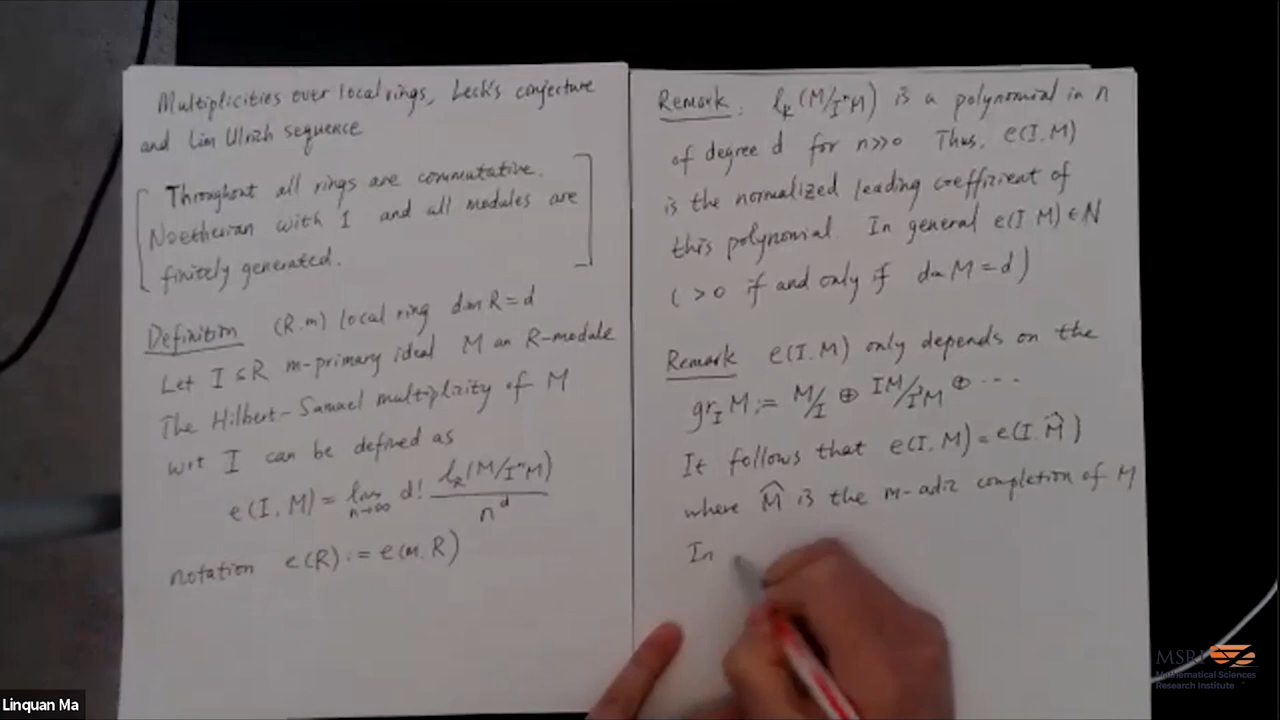 Multiplicities over local rings, Lech's conjecture
and Lim Ulrich sequence
[ Throughout all rings are commutative.
Noetherian with 1 and all modules are
finitely generated. ]
Definition (R.m) local ring dim R = d
Let I ⊆ R m-primary ideal M an R-module
The Hilbert-Samuel multiplicity of M
wrt I can be defined as
e(I.M) = lim n→∞ d! l_R(M/I^nM) / n^d
notation e(R) := e(m.R)
Remark. l_R(M/I^nM) is a polynomial in n
of degree d for n>>0 Thus, e(I.M)
is the normalized leading coefficient of
this polynomial. In general e(I.M) ∈ N
( >0 if and only if dim M = d )
Remark e(I.M) only depends on the
gr_I M := M/I ⊕ IM/I^2M ⊕ ...
It follows that e(I.M) = e(I.M̂)
where M̂ is the m-adic completion of M
In
Linquan Ma
MSRI
Mathematical Sciences
Research Institute